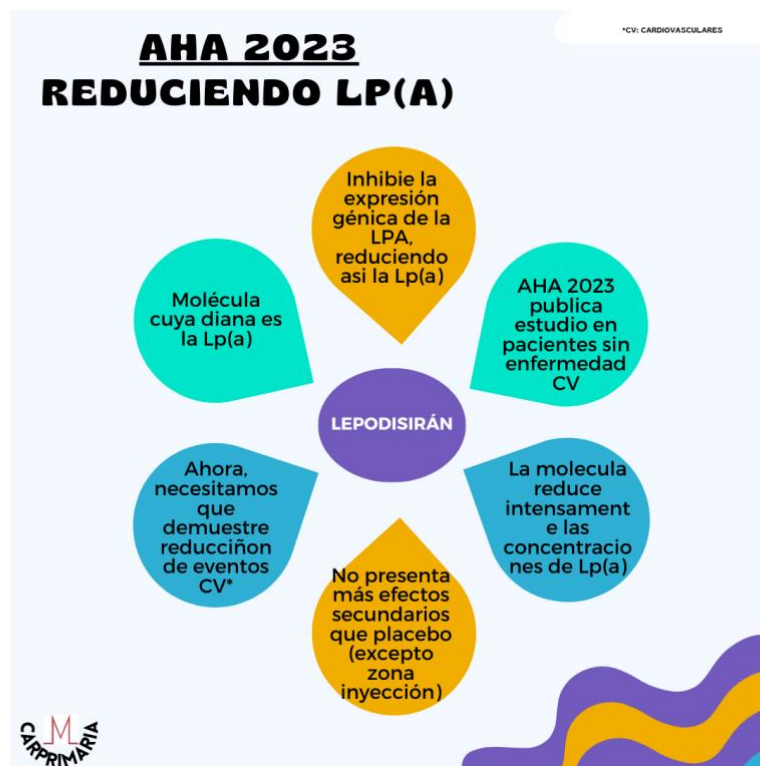 *CV: CARDIOVASCULARES
AHA 2023
REDUCIENDO LP(A)
Inhibie la
expresión
génica de la
LPA,
reduciendo
asi la Lp(a)
AHA 2023
publica
estudio en
pacientes sin
enfermedad
CV
La molecula
reduce
intensament
e las
concentracio
nes de Lp(a)
No presenta
más efectos
secundarios
que placebo
(excepto
zona
inyección)
Ahora,
necesitamos
que
demuestre
reducciñon
de eventos
CV*
Molécula
cuya diana es
la Lp(a)
LEPODISIRÁN
CARPRIMARIA